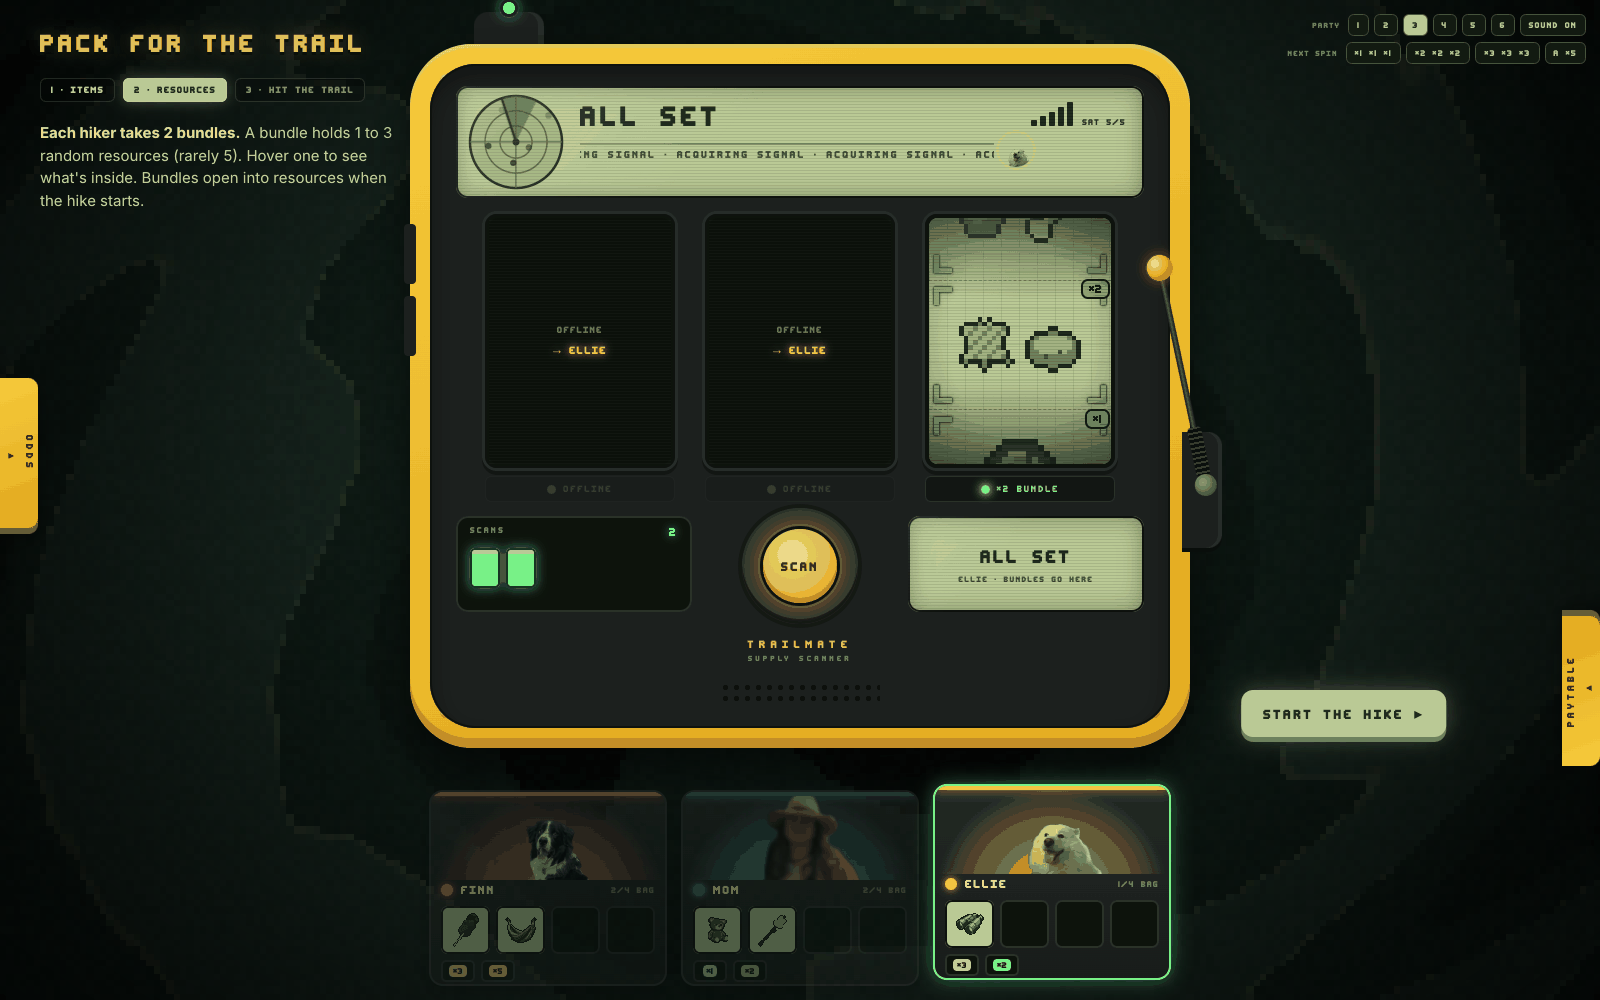 PACK FOR THE TRAIL
1 · ITEMS
2 · RESOURCES
3 · HIT THE TRAIL
Each hiker takes 2 bundles. A bundle holds 1 to 3
random resources (rarely 5). Hover one to see
what's inside. Bundles open into resources when
the hike starts.
PARTY
1
2
3
4
5
6
SOUND ON
NEXT SPIN
×1 ×1 ×1
×2 ×2 ×2
×3 ×3 ×3
A ×5
ALL SET
SAT 5/5
NG SIGNAL · ACQUIRING SIGNAL · ACQUIRING SIGNAL · ACQ
OFFLINE
→ ELLIE
OFFLINE
→ ELLIE
×2
×1
OFFLINE
OFFLINE
×2 BUNDLE
SCANS
2
SCAN
ALL SET
ELLIE · BUNDLES GO HERE
TRAILMATE
SUPPLY SCANNER
ODDS
PAYTABLE
START THE HIKE ►
FINN
2/4 BAG
×3
×5
MOM
2/4 BAG
×1
×2
ELLIE
1/4 BAG
×3
×2